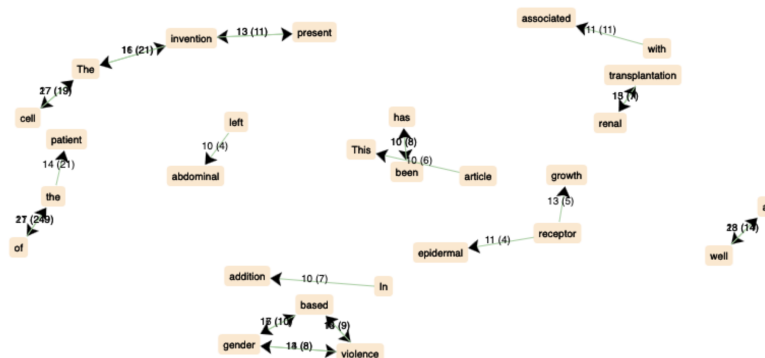 associated
11 (11)
with
present
13 (11)
invention
16 (21)
The
cell
transplantation
renal
patient
14 (21)
the
of
left
10 (4)
abdominal
has
10 (8)
This
10 (6)
been
article
growth
13 (5)
receptor
11 (4)
epidermal
well
addition
10 (7)
In
based
gender
violence